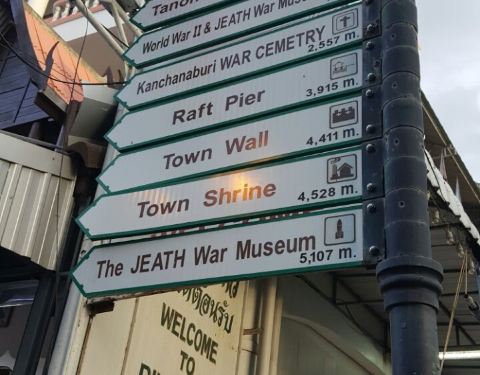 World War II & JEATH War Museum
Kanchanaburi WAR CEMETRY
2,557 m.
Raft Pier
3,915 m.
Town Wall
4,411 m.
Town Shrine
4,528 m.
The JEATH War Museum
5,107 m.
WELCOME
TO